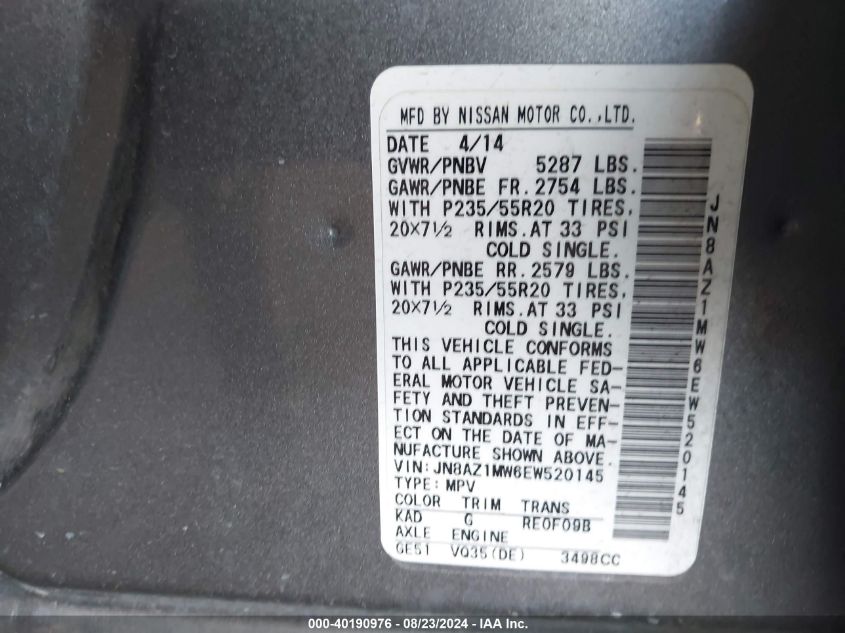 MFD BY NISSAN MOTOR CO.,LTD.
DATE 4/14
GVWR/PNBV 5287 LBS.
GAWR/PNBE FR. 2754 LBS.
WITH P235/55R20 TIRES,
20X7½ RIMS. AT 33 PSI
COLD SINGLE.
GAWR/PNBE RR. 2579 LBS.
WITH P235/55R20 TIRES,
20X7½ RIMS. AT 33 PSI
COLD SINGLE.
THIS VEHICLE CONFORMS
TO ALL APPLICABLE FED-
ERAL MOTOR VEHICLE SA-
FETY AND THEFT PREVEN-
TION STANDARDS IN EFF-
ECT ON THE DATE OF MA-
NUFACTURE SHOWN ABOVE.
VIN:JN8AZ1MW6EW520145
TYPE:MPV
COLOR TRIM TRANS
KAD G RE0F09B
AXLE ENGINE
GE51 VQ35(DE) 3498CC
JN8AZ1MW6EW520145
000-40190976 - 08/23/2024 - IAAI.com Inc.